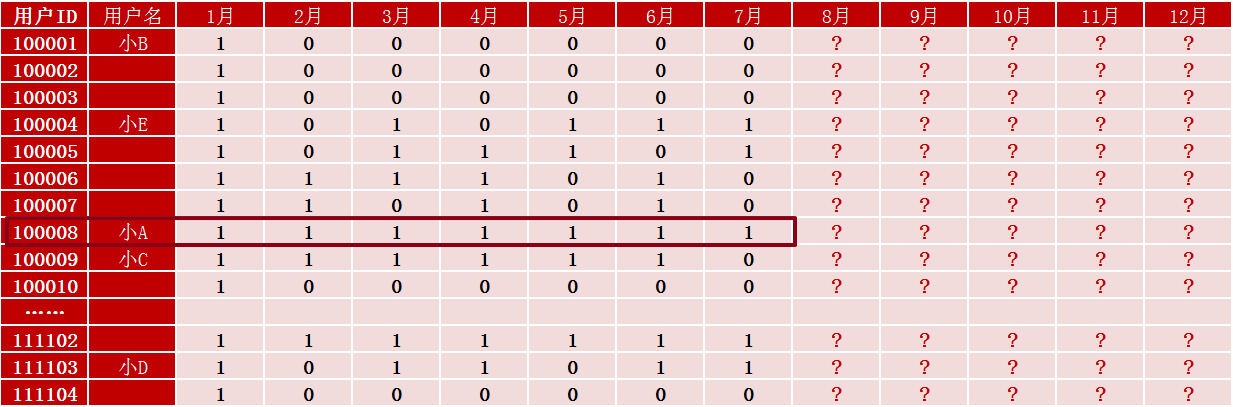 用户ID 用户名 1月 2月 3月 4月 5月 6月 7月 8月 9月 10月 11月 12月
100001 小B 1 0 0 0 0 0 0 ? ? ? ? ?
100002 1 0 0 0 0 0 0 ? ? ? ? ?
100003 1 0 0 0 0 0 0 ? ? ? ? ?
100004 小E 1 0 1 0 1 1 1 ? ? ? ? ?
100005 1 0 1 1 1 0 1 ? ? ? ? ?
100006 1 1 1 1 0 1 0 ? ? ? ? ?
100007 1 1 0 1 0 1 0 ? ? ? ? ?
100008 小A 1 1 1 1 1 1 1 ? ? ? ? ?
100009 小C 1 1 1 1 1 1 0 ? ? ? ? ?
100010 1 0 0 0 0 0 0 ? ? ? ? ?
……
111102 1 1 1 1 1 1 1 ? ? ? ? ?
111103 小D 1 0 1 1 0 1 1 ? ? ? ? ?
111104 1 0 0 0 0 0 0 ? ? ? ? ?